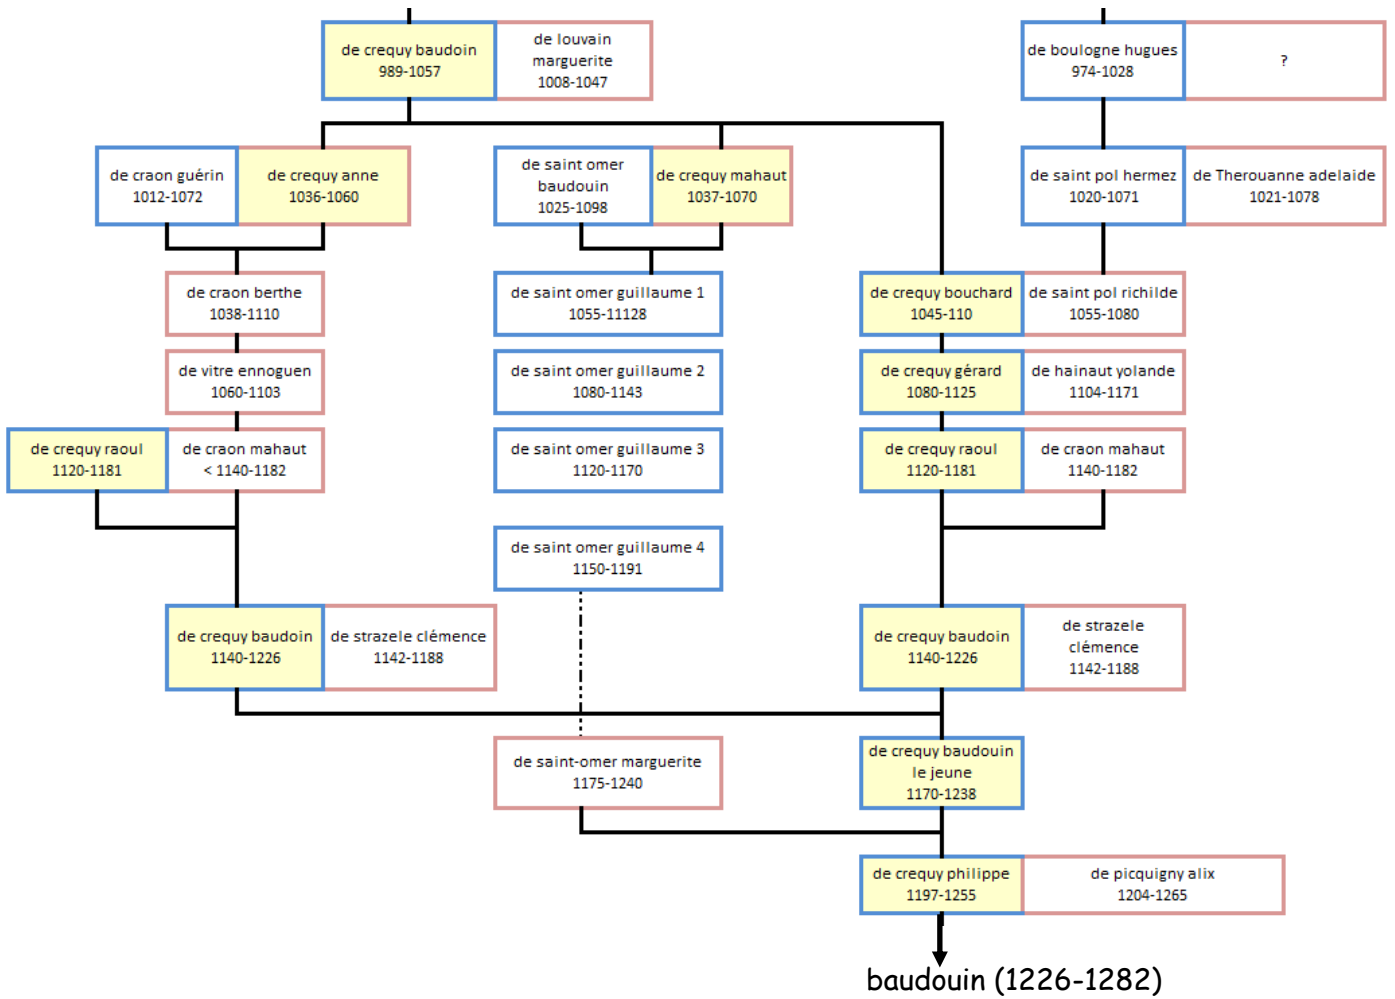 de crequy baudoin
989-1057
de louvain
marguerite
1008-1047
de boulogne hugues
974-1028
?
de craon guérin
1012-1072
de crequy anne
1036-1060
de saint omer
baudouin
1025-1098
de crequy mahaut
1037-1070
de saint pol hermez
1020-1071
de Therouanne adelaide
1021-1078
de craon berthe
1038-1110
de saint omer guillaume 1
1055-11128
de crequy bouchard
1045-110
de saint pol richilde
1055-1080
de vitre ennoguen
1060-1103
de saint omer guillaume 2
1080-1143
de crequy gérard
1080-1125
de hainaut yolande
1104-1171
de crequy raoul
1120-1181
de craon mahaut
< 1140-1182
de saint omer guillaume 3
1120-1170
de crequy raoul
1120-1181
de craon mahaut
1140-1182
de saint omer guillaume 4
1150-1191
de crequy baudoin
1140-1226
de strazele clémence
1142-1188
de crequy baudoin
1140-1226
de strazele
clémence
1142-1188
de saint-omer marguerite
1175-1240
de crequy baudouin
le jeune
1170-1238
de crequy philippe
1197-1255
de picquigny alix
1204-1265
baudouin (1226-1282)